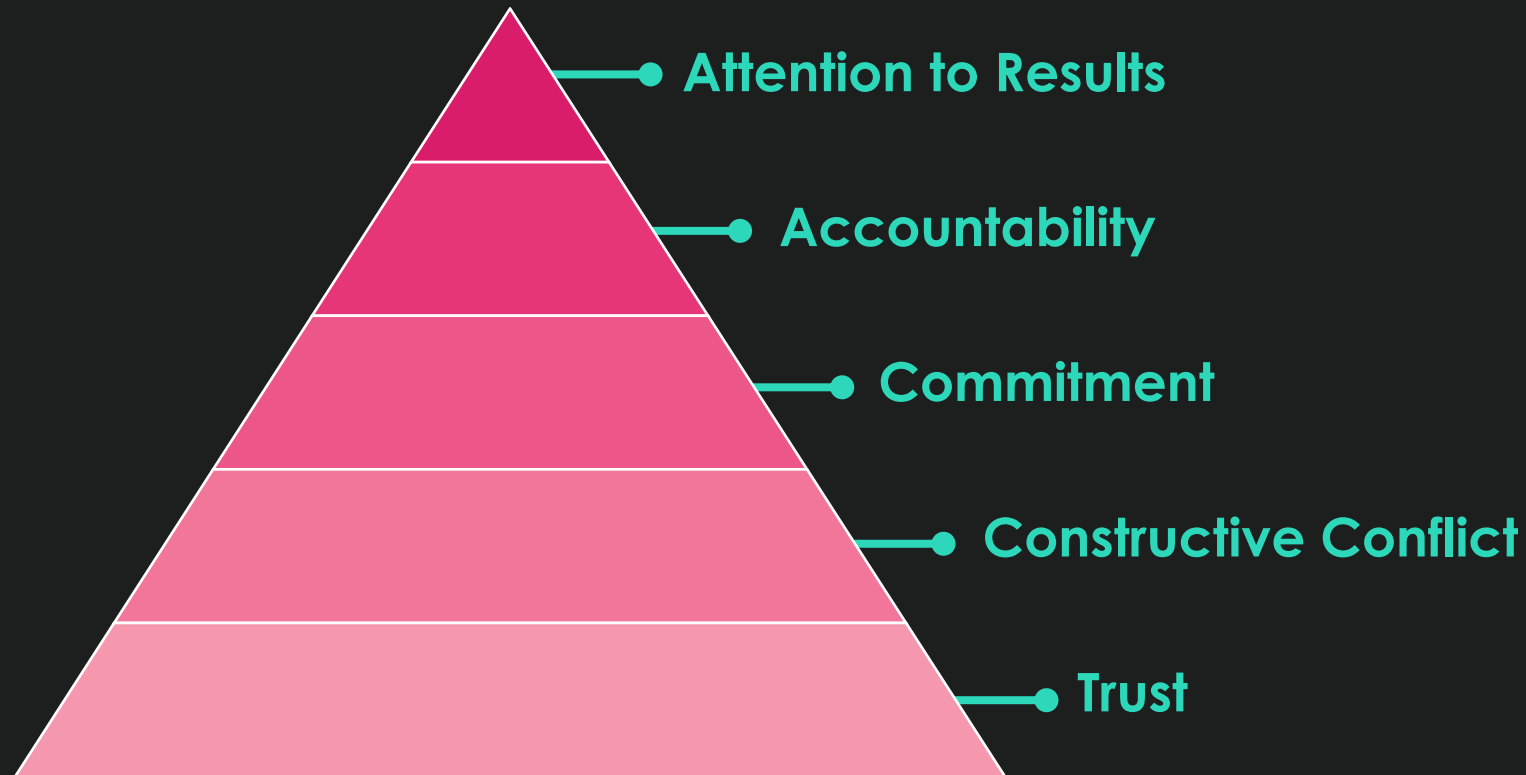 Attention to Results
Accountability
Commitment
Constructive Conflict
Trust